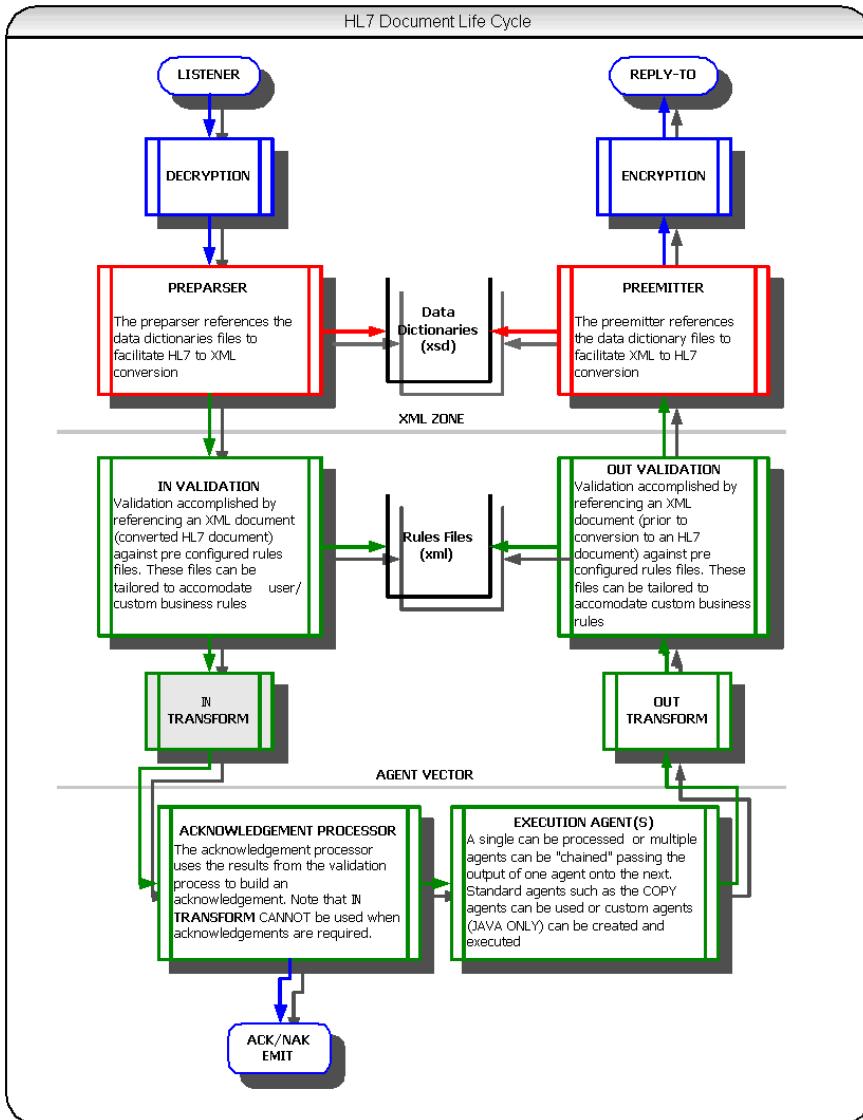 HL7 Document Life Cycle
LISTENER
REPLY-TO
DECRYPTION
ENCRYPTION
PREPARSER
The preparser references the
data dictionaries files to
facilitate HL7 to XML
conversion
Data
Dictionaries
(xsd)
PREEMITTER
The preemitter references
the data dictionary files to
facilitate XML to HL7
conversion
XML ZONE
IN VALIDATION
Validation accomplished by
referencing an XML document
(converted HL7 document)
against pre configured rules
files. These files can be
tailored to accomodate user/
custom business rules
Rules Files
(xml)
OUT VALIDATION
Validation accomplished by
referencing an XML
document (prior to
conversion to an HL7
document) against pre
configured rules files. These
files can be tailored to
accomodate custom business
rules
IN
TRANSFORM
OUT
TRANSFORM
AGENT VECTOR
ACKNOWLEDGEMENT PROCESSOR
The acknowledgement processor
uses the results from the validation
process to build an
acknowledgement. Note that IN
TRANSFORM CANNOT be used when
acknowledgements are required.
EXECUTION AGENT(S)
A single can be processed or multiple
agents can be "chained" passing the
output of one agent onto the next.
Standard agents such as the COPY
agents can be used or custom agents
(JAVA ONLY) can be created and
executed
ACK/NAK
EMIT